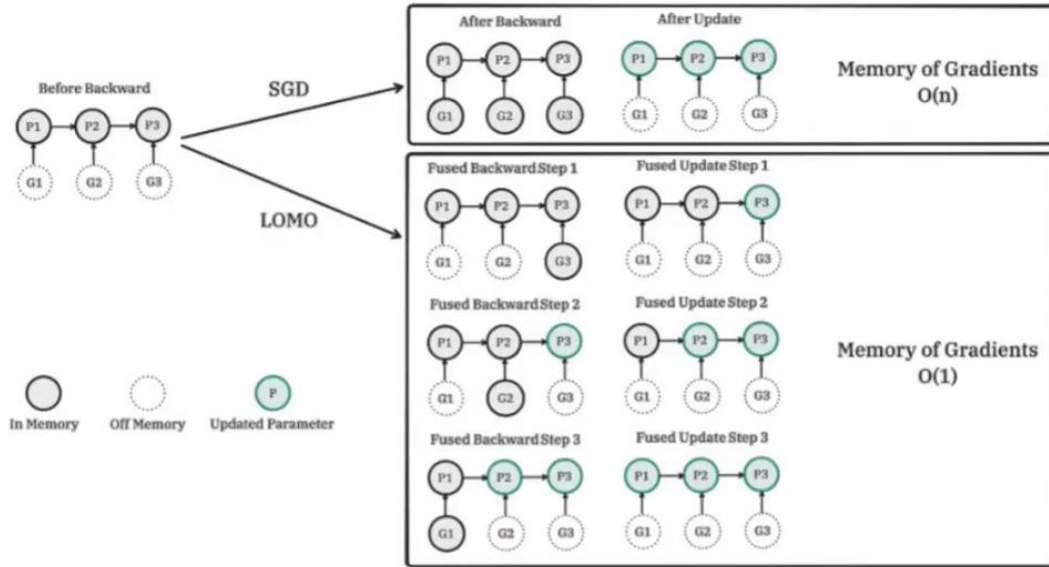 Before Backward
P1 P2 P3
G1 G2 G3
SGD
LOMO
In Memory
Off Memory
P
Updated Parameter
After Backward
P1 P2 P3
G1 G2 G3
After Update
P1 P2 P3
G1 G2 G3
Memory of Gradients
O(n)
Fused Backward Step 1
P1 P2 P3
G1 G2 G3
Fused Update Step 1
P1 P2 P3
G1 G2 G3
Fused Backward Step 2
P1 P2 P3
G1 G2 G3
Fused Update Step 2
P1 P2 P3
G1 G2 G3
Memory of Gradients
O(1)
Fused Backward Step 3
P1 P2 P3
G1 G2 G3
Fused Update Step 3
P1 P2 P3
G1 G2 G3